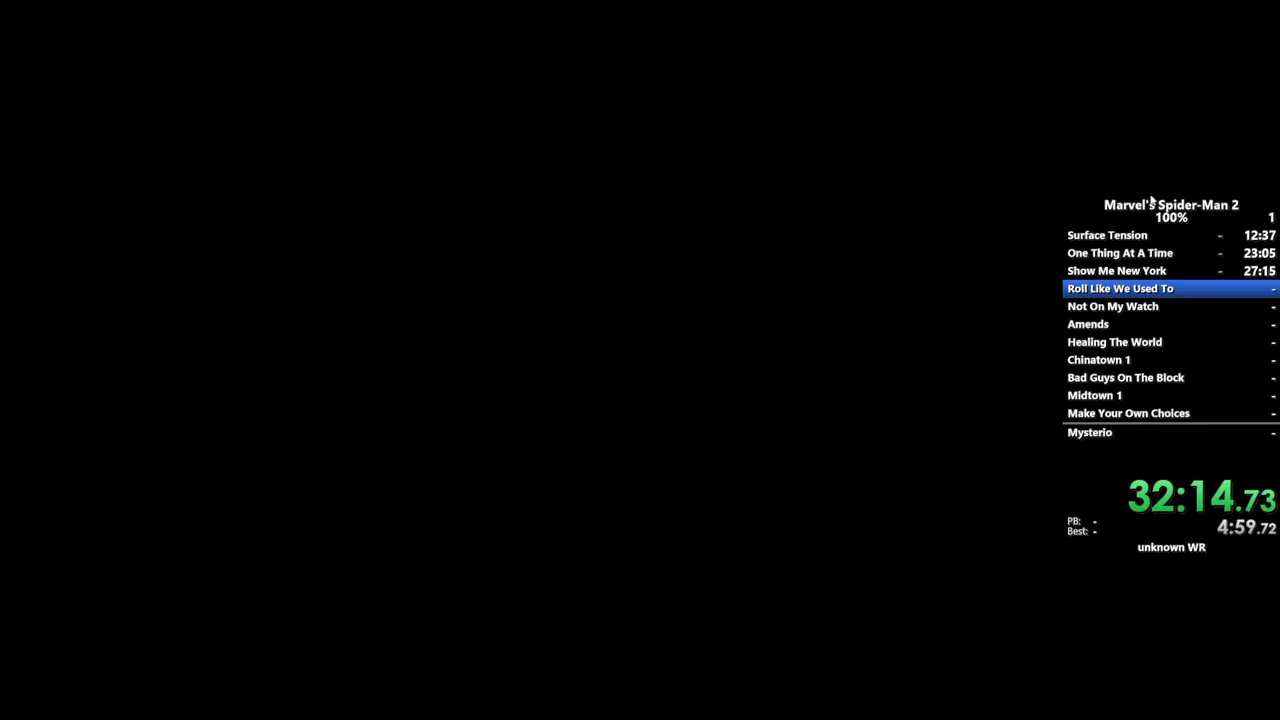 Marvel's Spider-Man 2
100% 1
Surface Tension - 12:37
One Thing At A Time - 23:05
Show Me New York - 27:15
Roll Like We Used To -
Not On My Watch -
Amends -
Healing The World -
Chinatown 1 -
Bad Guys On The Block -
Midtown 1 -
Make Your Own Choices -
Mysterio -
32:14.73
PB: - 4:59.72
Best: -
unknown WR